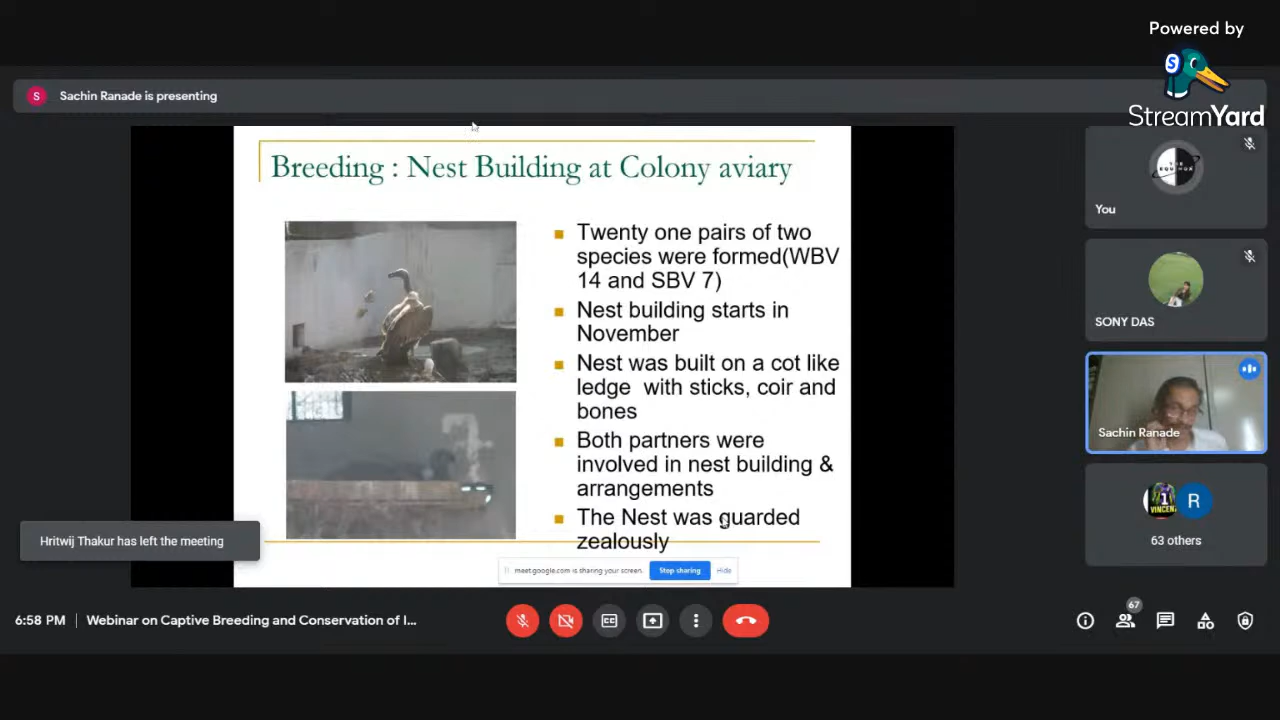 Powered by
StreamYard
S
Sachin Ranade is presenting
Breeding : Nest Building at Colony aviary
Twenty one pairs of two
species were formed(WBV
14 and SBV 7)
Nest building starts in
November
Nest was built on a cot like
ledge with sticks, coir and
bones
Both partners were
involved in nest building &
arrangements
The Nest was guarded
zealously
meet.google.com is sharing your screen.
Stop sharing
Hide
Hritwij Thakur has left the meeting
THE EQUINOX
You
SONY DAS
Sachin Ranade
1
VINCENT
R
63 others
6:58 PM
Webinar on Captive Breeding and Conservation of I...
67